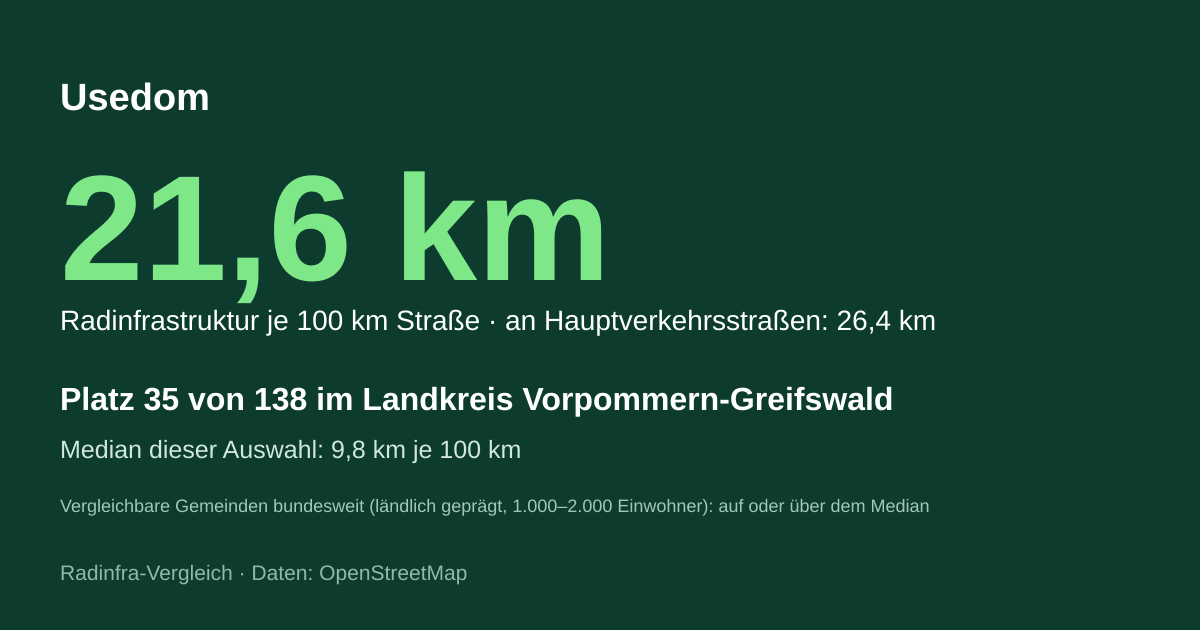 Usedom
21,6 km
Radinfrastruktur je 100 km Straße · an Hauptverkehrsstraßen: 26,4 km
Platz 35 von 138 im Landkreis Vorpommern-Greifswald
Median dieser Auswahl: 9,8 km je 100 km
Vergleichbare Gemeinden bundesweit (ländlich geprägt, 1.000–2.000 Einwohner): auf oder über dem Median
Radinfra-Vergleich · Daten: OpenStreetMap